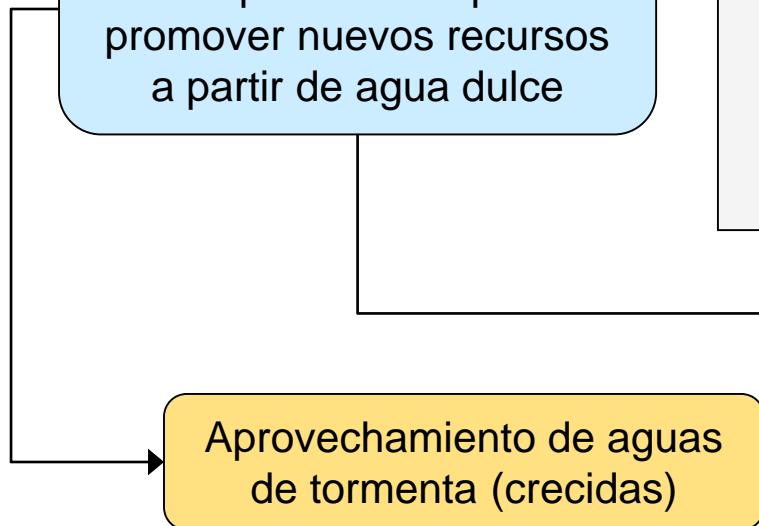 promover nuevos recursos
a partir de agua dulce
Aprovechamiento de aguas
de tormenta (crecidas)